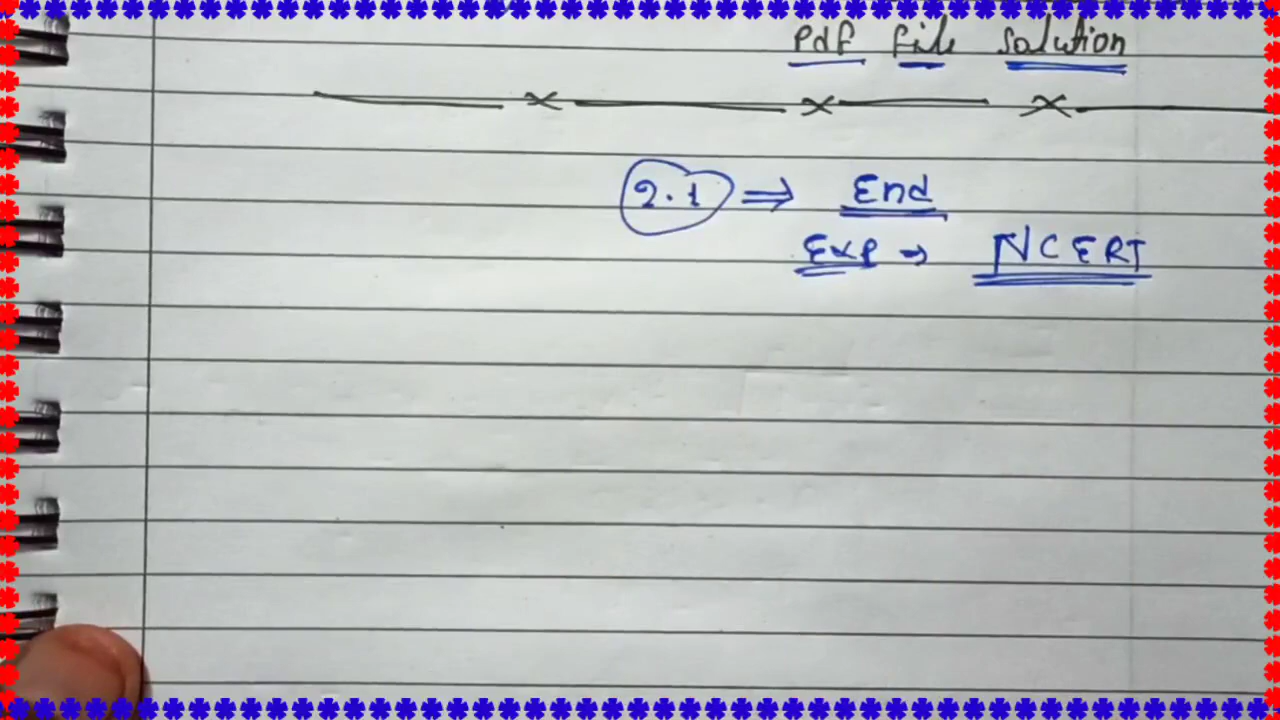 Pdf file solution
2.1 ⇒ End
Exp → NCERT